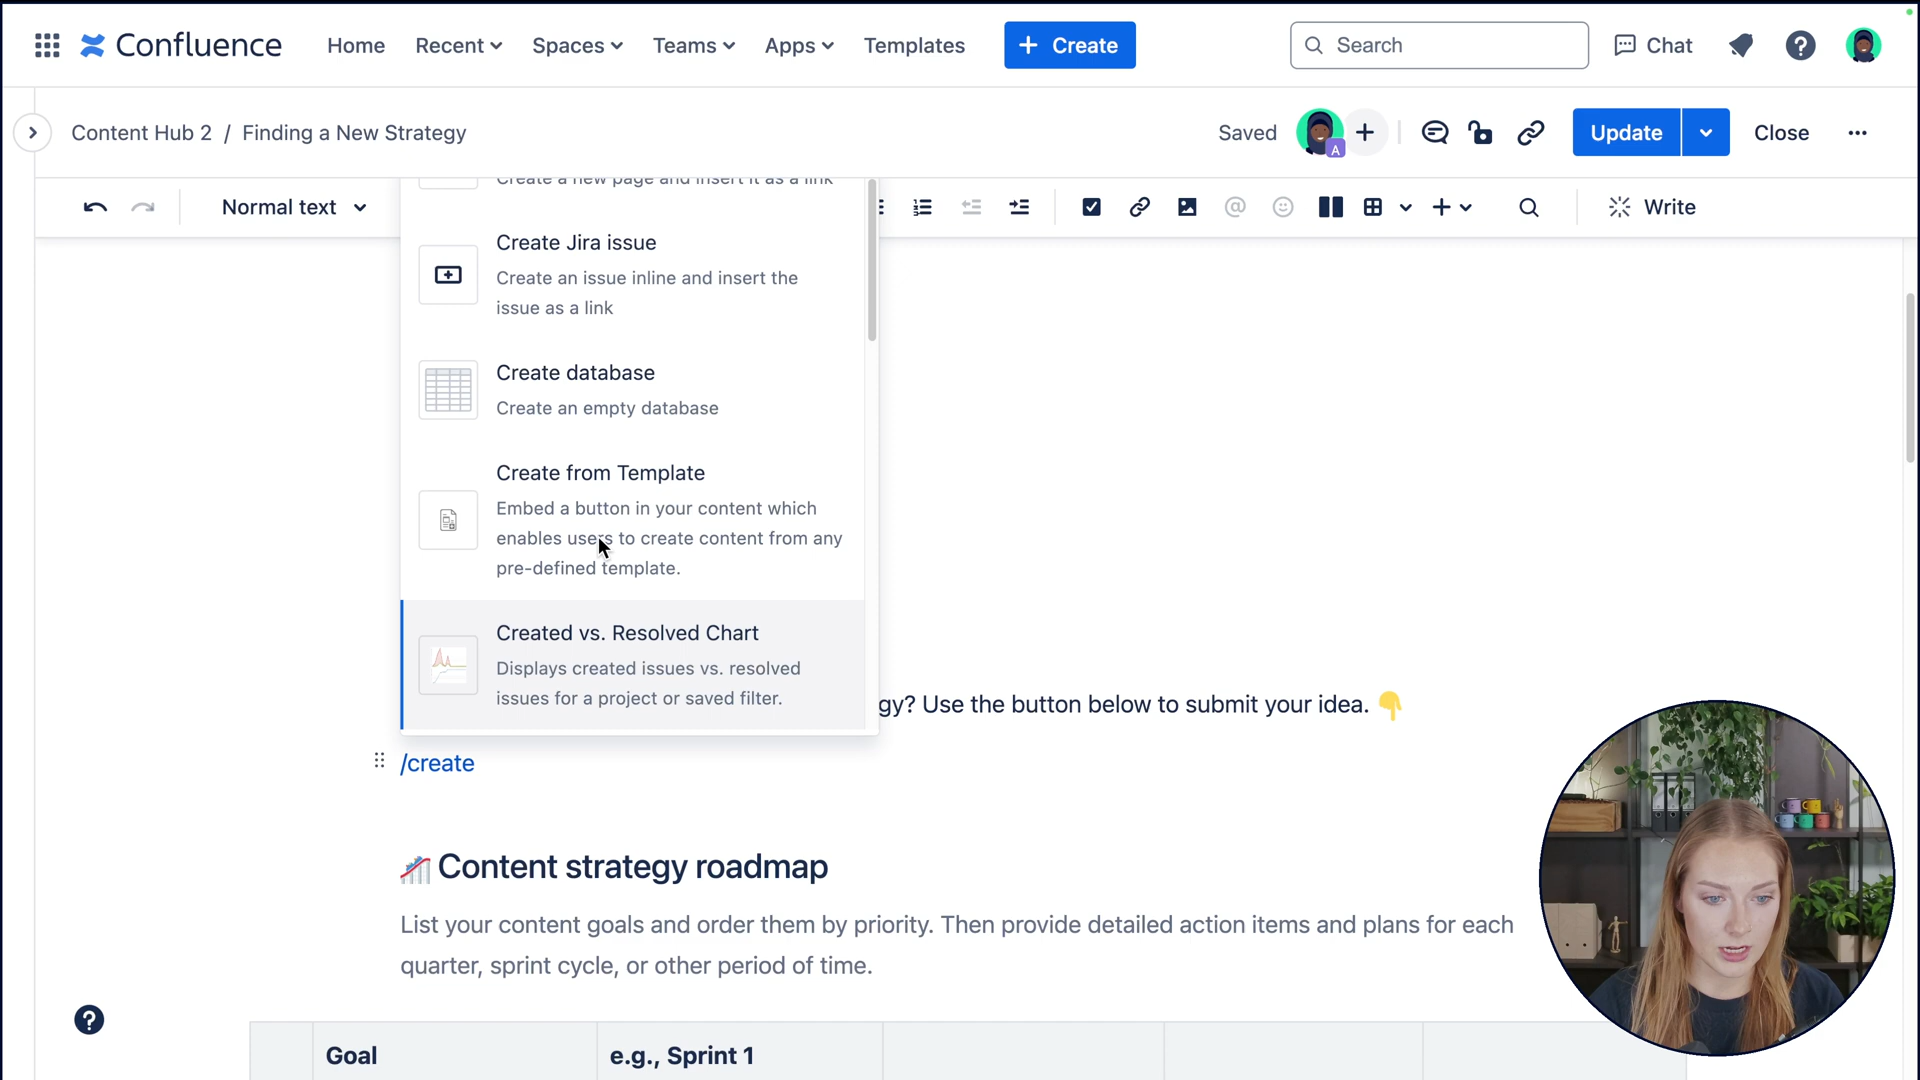 Confluence Home Recent Spaces Teams Apps Templates + Create Search Chat
Content Hub 2 / Finding a New Strategy Saved A Update Close
Normal text Write
Create a new page and insert it as a link
Create Jira issue
Create an issue inline and insert the
issue as a link
Create database
Create an empty database
Create from Template
Embed a button in your content which
enables users to create content from any
pre-defined template.
Created vs. Resolved Chart
Displays created issues vs. resolved
issues for a project or saved filter.
gy? Use the button below to submit your idea. 👇
/create
Content strategy roadmap
List your content goals and order them by priority. Then provide detailed action items and plans for each
quarter, sprint cycle, or other period of time.
Goal e.g., Sprint 1